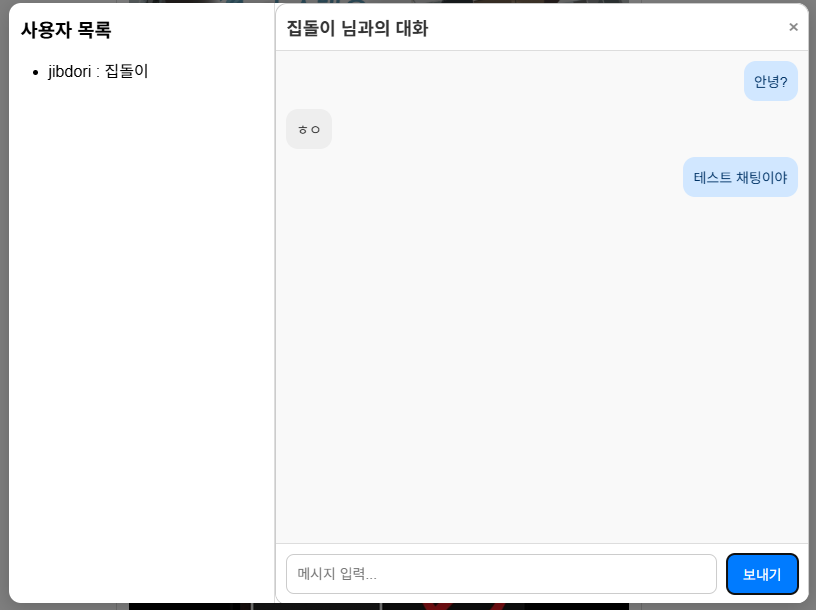 사용자 목록
• jibdori : 집돌이
집돌이 님과의 대화
×
안녕?
ㅎㅇ
테스트 채팅이야
메시지 입력...
보내기